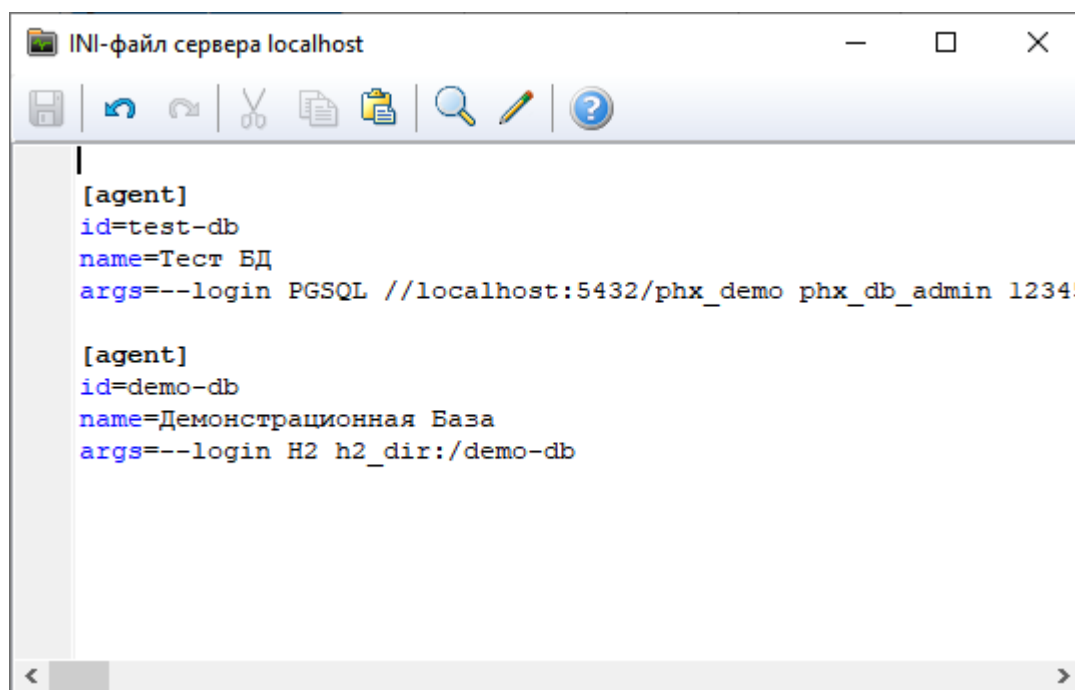 INI-файл сервера localhost
[agent]
id=test-db
name=Тест БД
args=--login PGSQL //localhost:5432/phx_demo phx_db_admin 12345
[agent]
id=demo-db
name=Демонстрационная База
args=--login H2 h2_dir:/demo-db